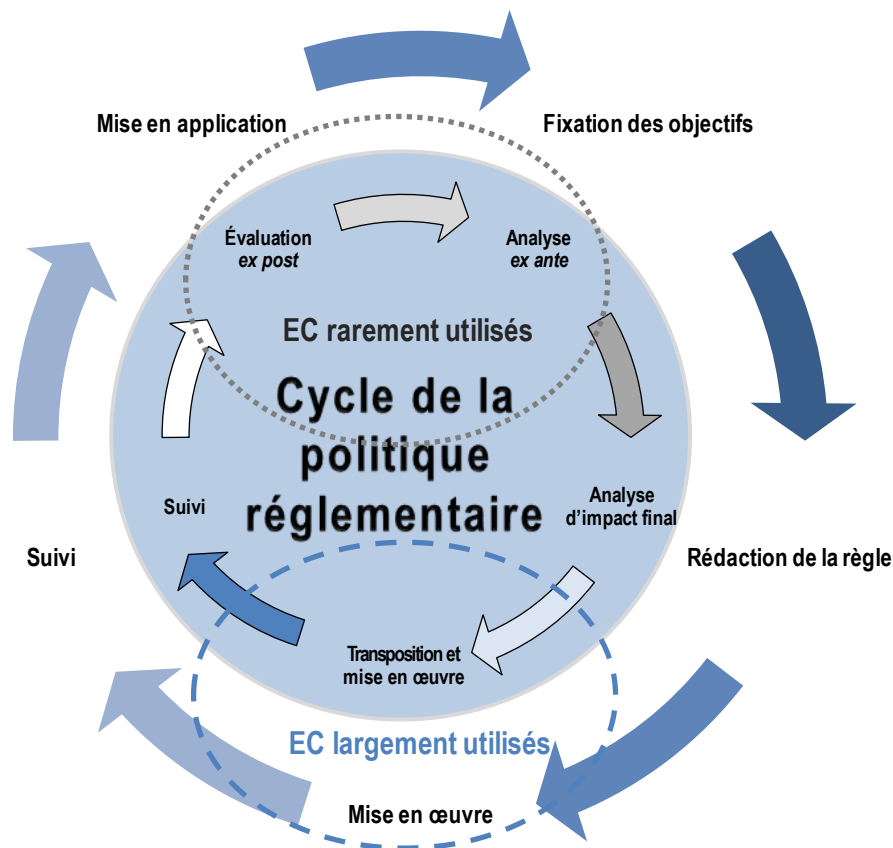 Mise en application
Fixation des objectifs
Évaluation
ex post
Analyse
ex ante
EC rarement utilisés
Cycle de la
politique
réglementaire
Suivi
Analyse
d'impact final
Suivi
Rédaction de la règle
Transposition et
mise en œuvre
EC largement utilisés
Mise en œuvre